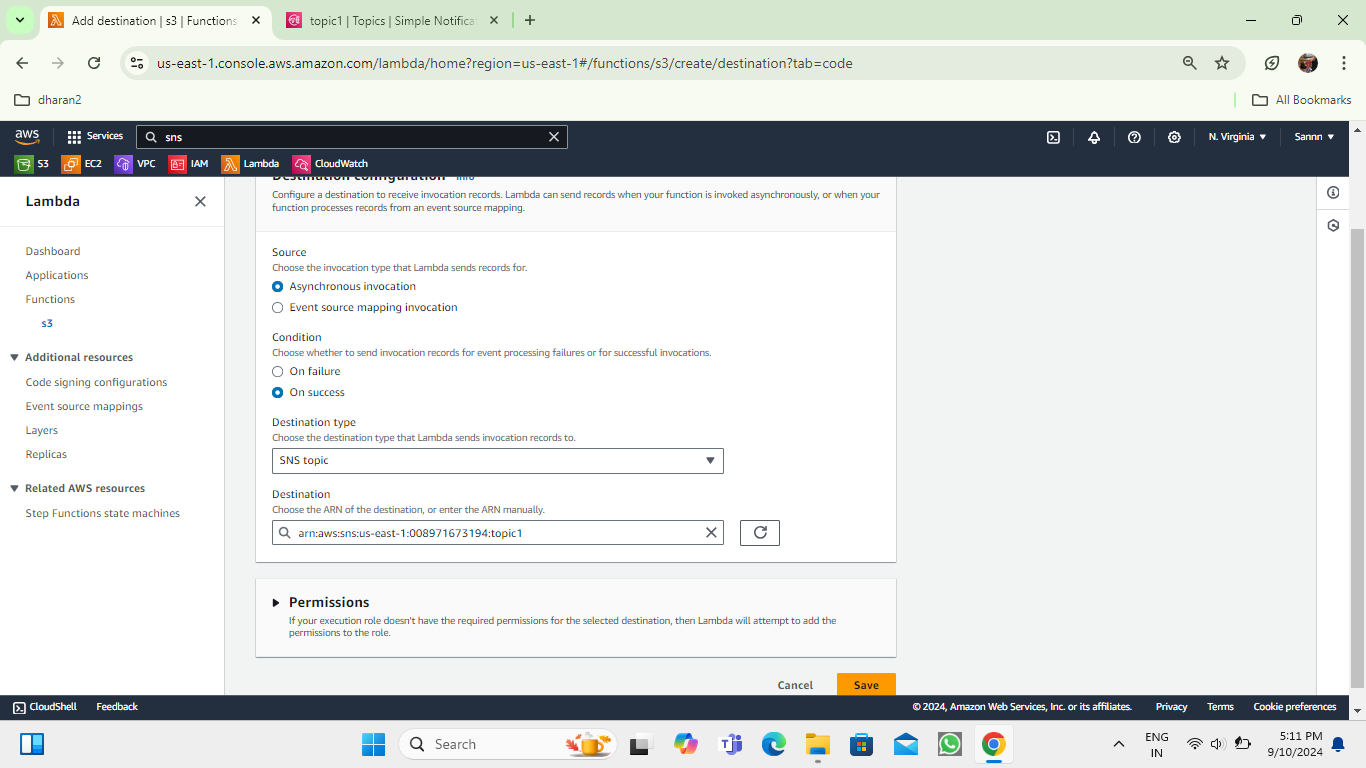 Add destination | s3 | Functions
topic1 | Topics | Simple Notifica
us-east-1.console.aws.amazon.com/lambda/home?region=us-east-1#/functions/s3/create/destination?tab=code
dharan2
All Bookmarks
aws
Services
sns
N. Virginia
Sannn
S3
EC2
VPC
IAM
Lambda
CloudWatch
Lambda
Dashboard
Applications
Functions
s3
Additional resources
Code signing configurations
Event source mappings
Layers
Replicas
Related AWS resources
Step Functions state machines
Destination configuration Info
Configure a destination to receive invocation records. Lambda can send records when your function is invoked asynchronously, or when your
function processes records from an event source mapping.
Source
Choose the invocation type that Lambda sends records for.
Asynchronous invocation
Event source mapping invocation
Condition
Choose whether to send invocation records for event processing failures or for successful invocations.
On failure
On success
Destination type
Choose the destination type that Lambda sends invocation records to.
SNS topic
Destination
Choose the ARN of the destination, or enter the ARN manually.
arn:aws:sns:us-east-1:008971673194:topic1
Permissions
If your execution role doesn't have the required permissions for the selected destination, then Lambda will attempt to add the
permissions to the role.
Cancel
Save
CloudShell
Feedback
© 2024, Amazon Web Services, Inc. or its affiliates.
Privacy
Terms
Cookie preferences
Search
ENG
IN
5:11 PM
9/10/2024